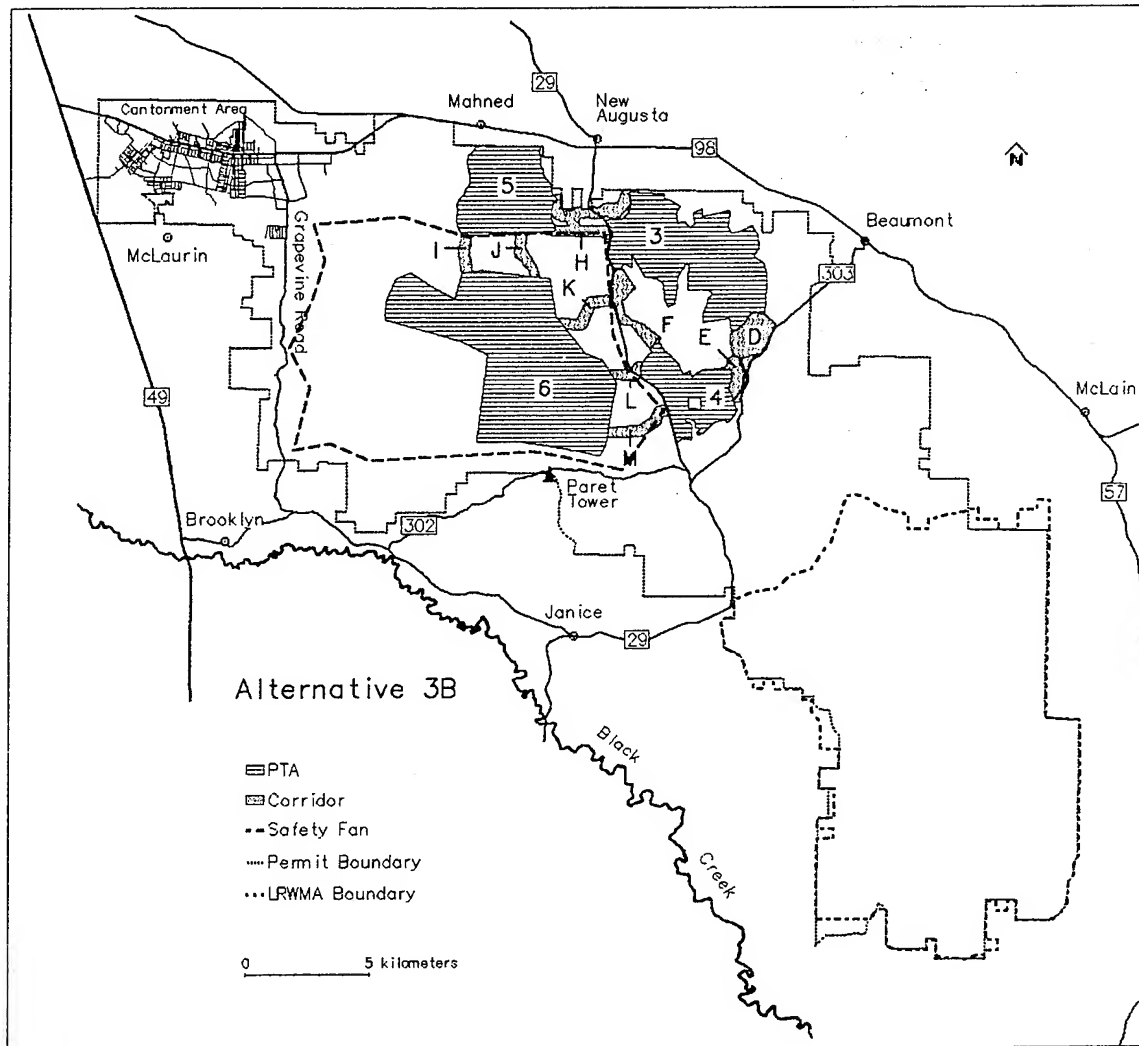 29
Mahned
New
Augusta
Cantonment Area
98
N
5
3
Beaumont
McLaurin
Grapevine Road
I
J
H
303
K
F
E
D
6
4
McLain
49
L
M
Paret
Tower
57
Brooklyn
302
Janice
29
Alternative 3B
Black
Creek
PTA
Corridor
Safety Fan
Permit Boundary
LRWMA Boundary
0
5 kilometers